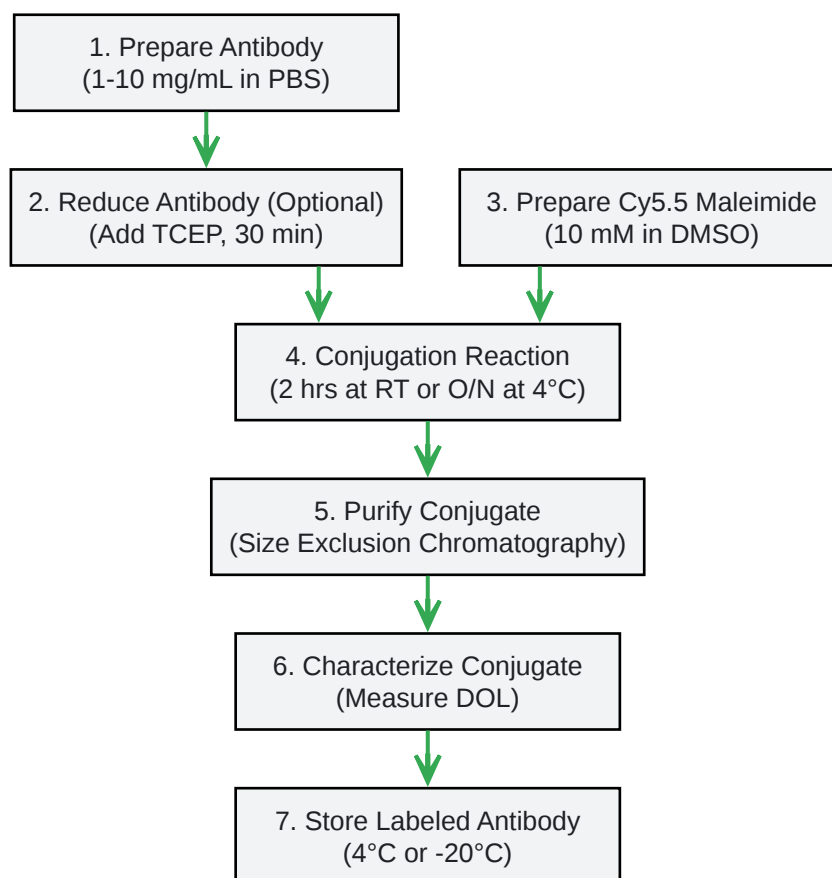 1. Prepare Antibody
(1-10 mg/mL in PBS)
2. Reduce Antibody (Optional)
(Add TCEP, 30 min)
3. Prepare Cy5.5 Maleimide
(10 mM in DMSO)
4. Conjugation Reaction
(2 hrs at RT or O/N at 4°C)
5. Purify Conjugate
(Size Exclusion Chromatography)
6. Characterize Conjugate
(Measure DOL)
7. Store Labeled Antibody
(4°C or -20°C)